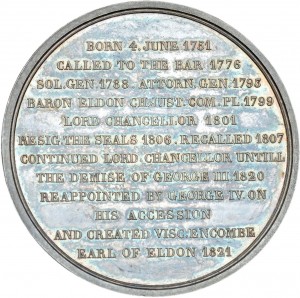 BORN 4. JUNE 1751
CALLED TO THE BAR 1776
SOL. GEN. 1788 ATTORN. GEN. 1793
BARON ELDON CH. JUST. COM. PL. 1799
LORD CHANCELLOR 1801
RESIG. THE SEALS 1806. RECALLED 1807
CONTINUED LORD CHANCELLOR UNTILL
THE DEMISE OF GEORGE III. 1820
REAPPOINTED BY GEORGE IV. ON
HIS ACCESSION
AND CREATED VISC. ENCOMBE
EARL OF ELDON 1821